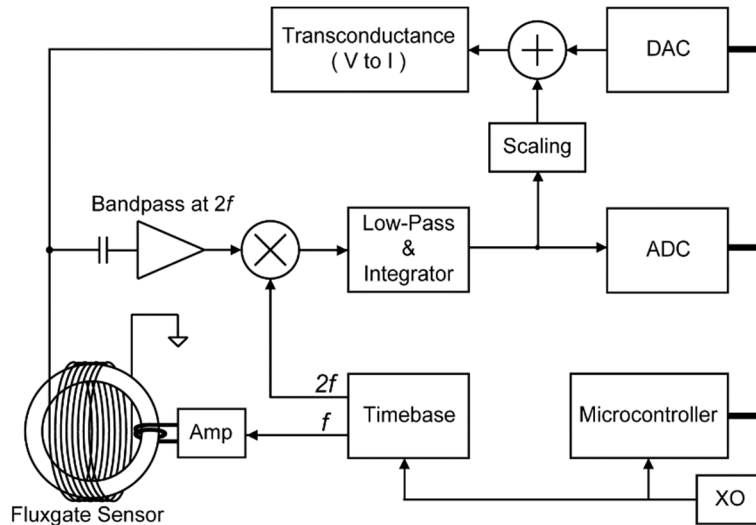 Transconductance
( V to I )
DAC
Scaling
Bandpass at 2f
Low-Pass
&
Integrator
ADC
2f
f
Amp
Timebase
Microcontroller
XO
Fluxgate Sensor